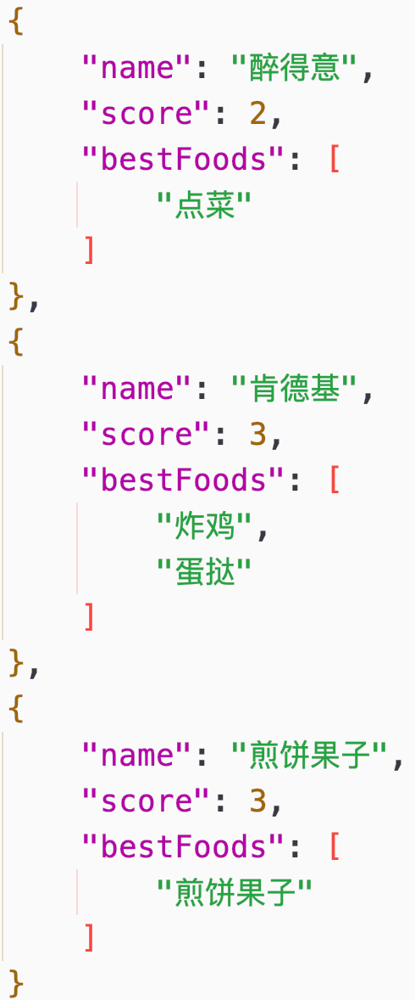 {
    "name": "醉得意",
    "score": 2,
    "bestFoods": [
        "点菜"
    ]
},
{
    "name": "肯德基",
    "score": 3,
    "bestFoods": [
        "炸鸡",
        "蛋挞"
    ]
},
{
    "name": "煎饼果子",
    "score": 3,
    "bestFoods": [
        "煎饼果子"
    ]
}